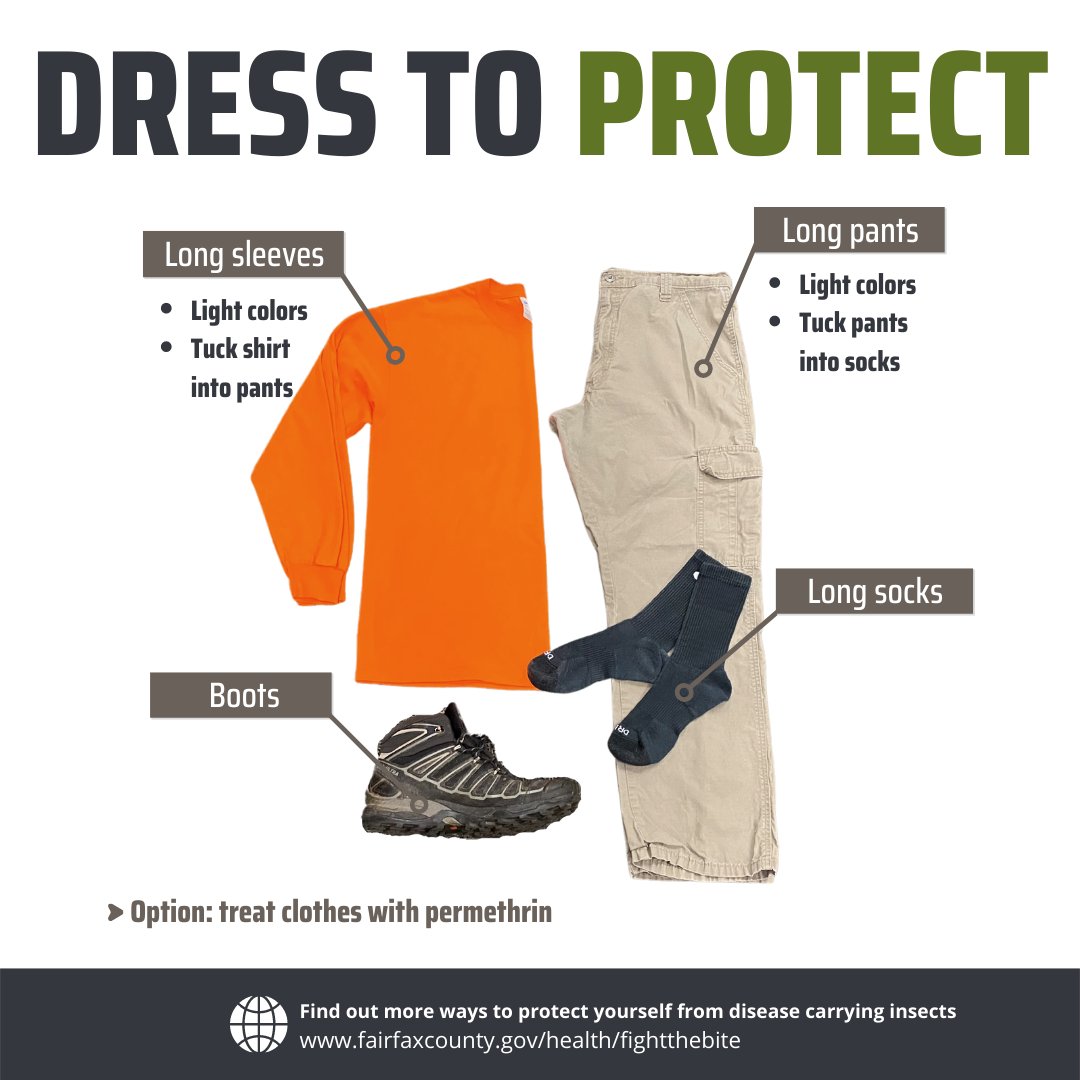 DRESS TO PROTECT
Long sleeves
• Light colors
• Tuck shirt
into pants
Long pants
• Light colors
• Tuck pants
into socks
Long socks
Boots
➤ Option: treat clothes with permethrin
Find out more ways to protect yourself from disease carrying insects
www.fairfaxcounty.gov/health/fightthebite